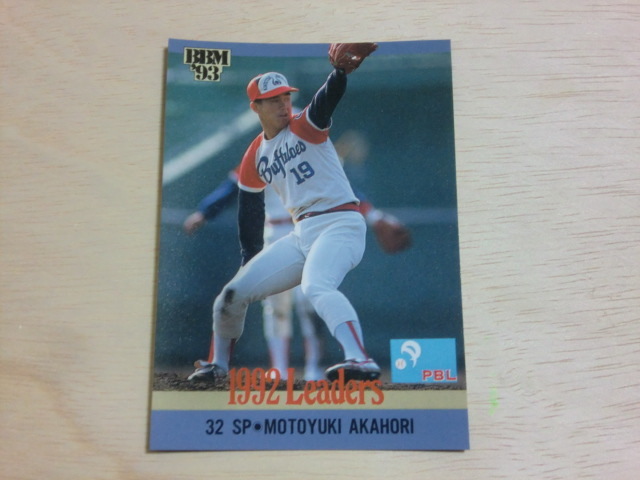 BBM
'93
Buffaloes
19
1992 Leaders
PBL
32 SP•MOTOYUKI AKAHORI